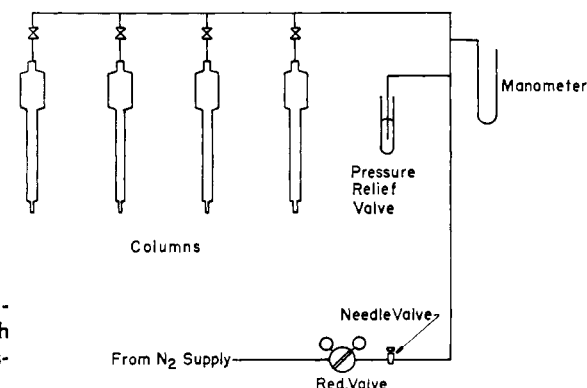 Manometer
Pressure
Relief
Valve
Columns
-
h
s-
Needle Valve
From N₂ Supply
Red. Valve